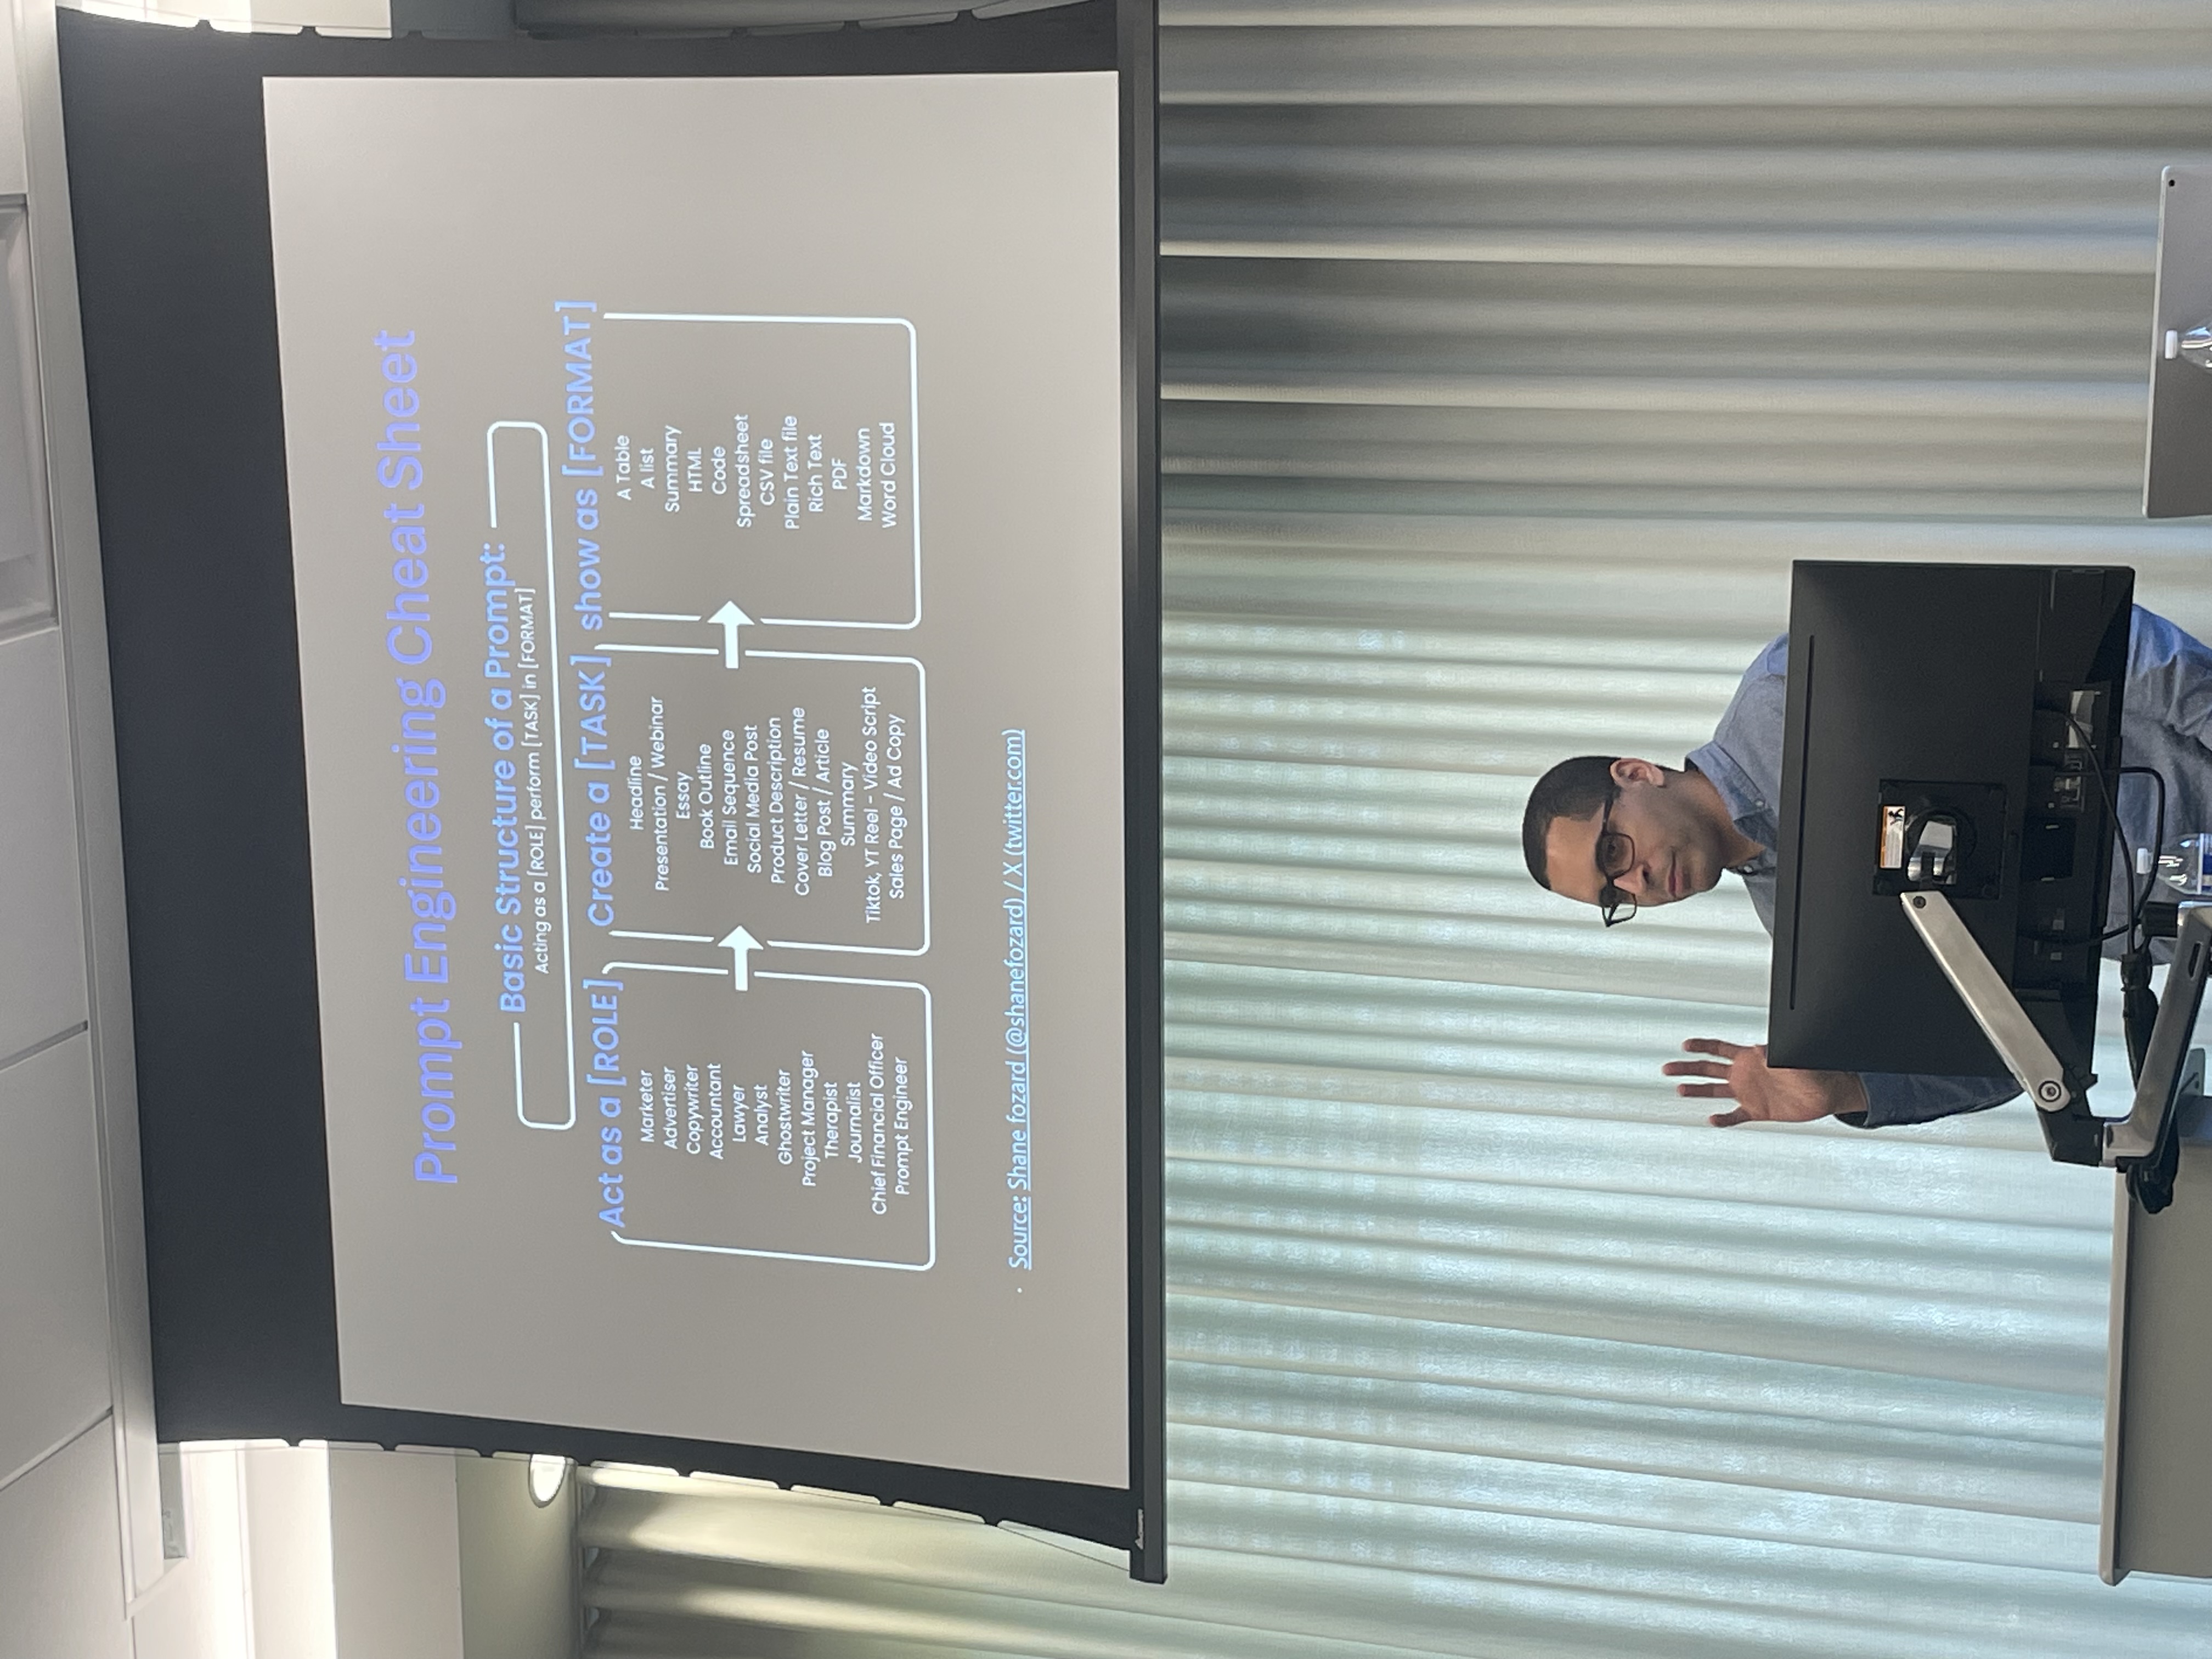 Prompt Engineering Cheat Sheet
Basic Structure of a Prompt:
Acting as a [ROLE] perform [TASK] in [FORMAT]
Act as a [ROLE]
Marketer
Advertiser
Copywriter
Accountant
Lawyer
Analyst
Ghostwriter
Project Manager
Therapist
Journalist
Chief Financial Officer
Prompt Engineer
Create a [TASK]
Headline
Presentation / Webinar
Essay
Book Outline
Email Sequence
Social Media Post
Product Description
Cover Letter / Resume
Blog Post / Article
Summary
Tiktok, YT Reel - Video Script
Sales Page / Ad Copy
show as [FORMAT]
A Table
A list
Summary
HTML
Code
Spreadsheet
CSV file
Plain Text file
Rich Text
PDF
Markdown
Word Cloud
• Source: Shane fozard (@shanefozard) / X (twitter.com)